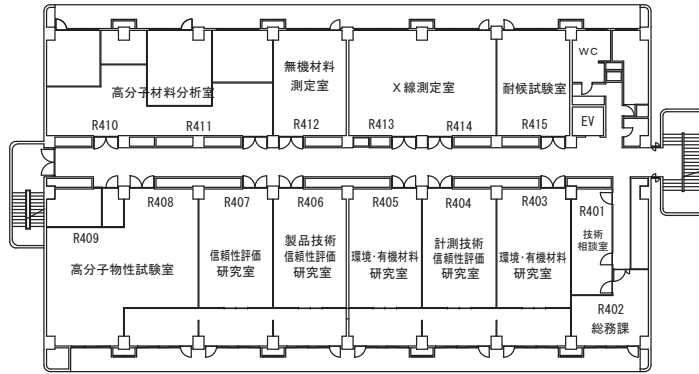 高分子材料分析室
R410
R411
無機材料
測定室
R412
X線測定室
R413
R414
耐候試験室
R415
WC
EV
R409
R408
高分子物性試験室
R407
信頼性評価
研究室
R406
製品技術
信頼性評価
研究室
R405
環境・有機材料
研究室
R404
計測技術
信頼性評価
研究室
R403
環境・有機材料
研究室
R401
技術
相談室
R402
総務課